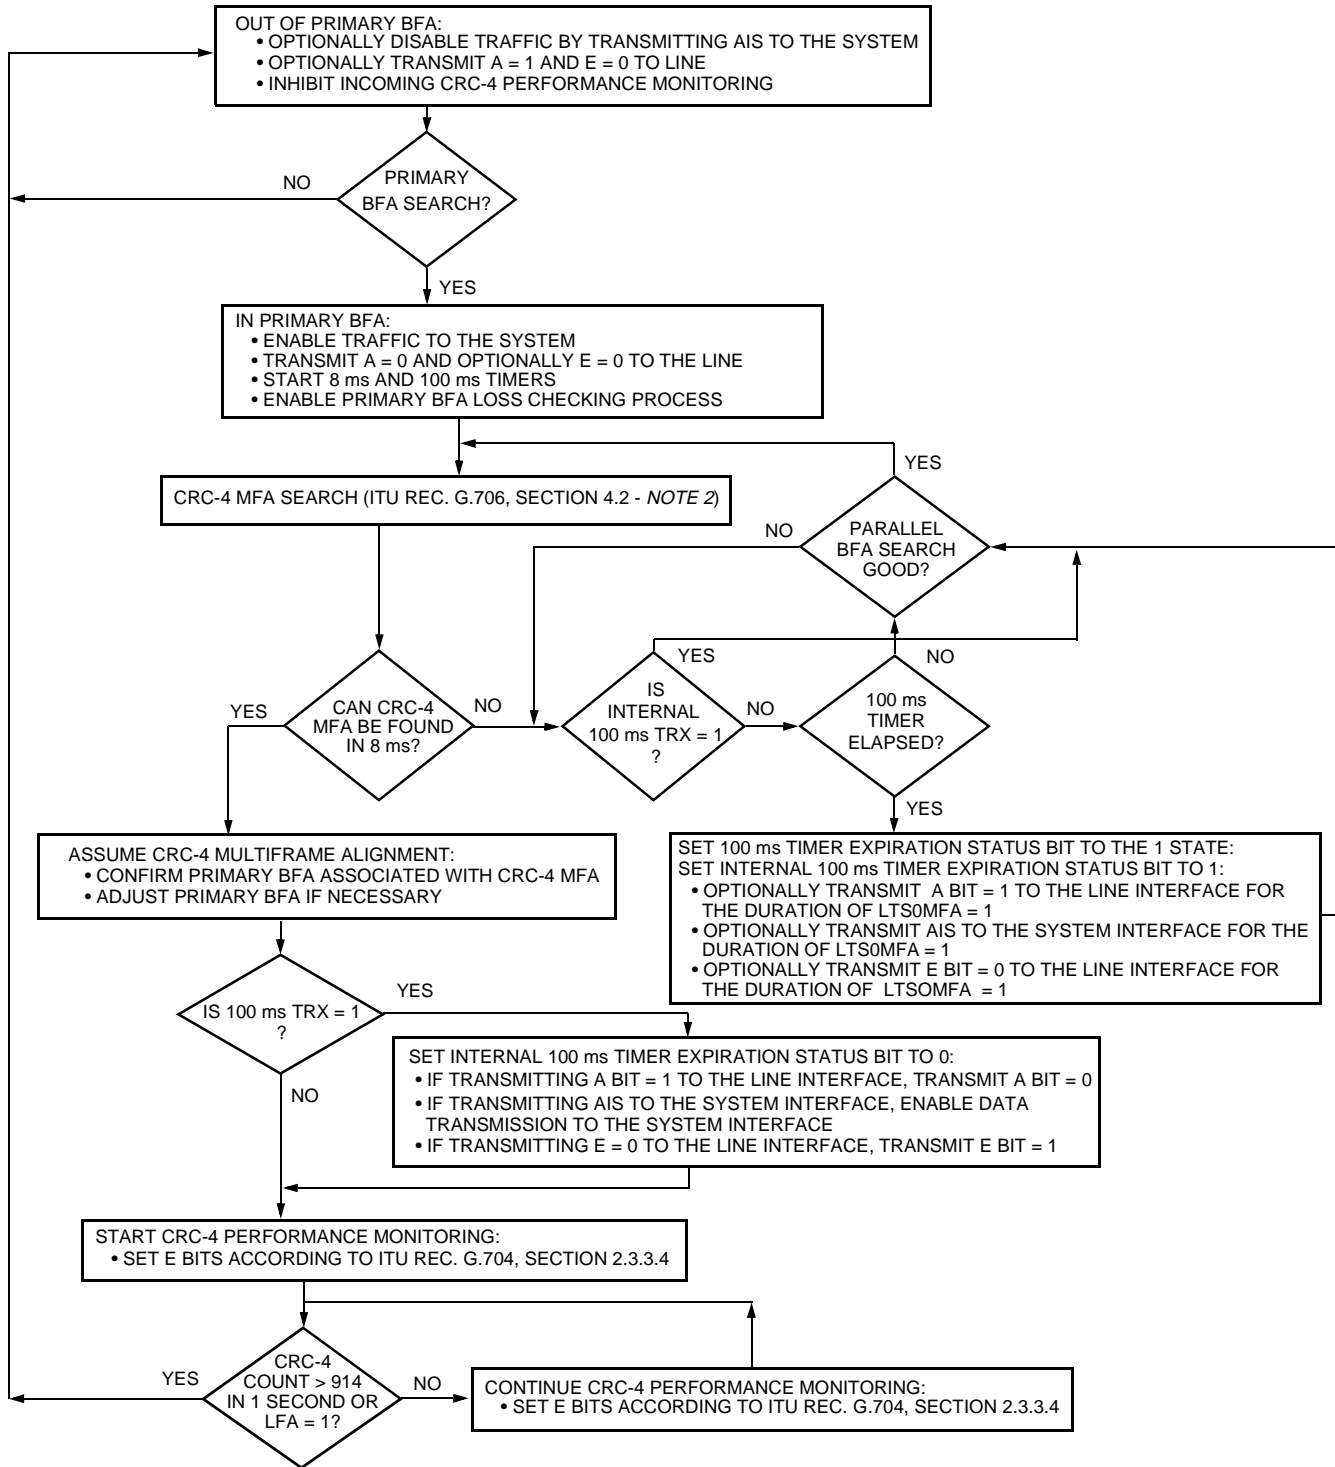 OUT OF PRIMARY BFA:
• OPTIONALLY DISABLE TRAFFIC BY TRANSMITTING AIS TO THE SYSTEM
• OPTIONALLY TRANSMIT A = 1 AND E = 0 TO LINE
• INHIBIT INCOMING CRC-4 PERFORMANCE MONITORING
NO
PRIMARY
BFA SEARCH?
YES
IN PRIMARY BFA:
• ENABLE TRAFFIC TO THE SYSTEM
• TRANSMIT A = 0 AND OPTIONALLY E = 0 TO THE LINE
• START 8 ms AND 100 ms TIMERS
• ENABLE PRIMARY BFA LOSS CHECKING PROCESS
YES
CRC-4 MFA SEARCH (ITU REC. G.706, SECTION 4.2 - NOTE 2)
NO
PARALLEL
BFA SEARCH
GOOD?
YES
NO
YES
CAN CRC-4
MFA BE FOUND
IN 8 ms?
NO
IS
INTERNAL
100 ms TRX = 1
?
NO
100 ms
TIMER
ELAPSED?
YES
ASSUME CRC-4 MULTIFRAME ALIGNMENT:
• CONFIRM PRIMARY BFA ASSOCIATED WITH CRC-4 MFA
• ADJUST PRIMARY BFA IF NECESSARY
SET 100 ms TIMER EXPIRATION STATUS BIT TO THE 1 STATE:
SET INTERNAL 100 ms TIMER EXPIRATION STATUS BIT TO 1:
• OPTIONALLY TRANSMIT A BIT = 1 TO THE LINE INTERFACE FOR
THE DURATION OF LTS0MFA = 1
• OPTIONALLY TRANSMIT AIS TO THE SYSTEM INTERFACE FOR THE
DURATION OF LTS0MFA = 1
• OPTIONALLY TRANSMIT E BIT = 0 TO THE LINE INTERFACE FOR
THE DURATION OF LTSOMFA = 1
IS 100 ms TRX = 1
?
YES
NO
SET INTERNAL 100 ms TIMER EXPIRATION STATUS BIT TO 0:
• IF TRANSMITTING A BIT = 1 TO THE LINE INTERFACE, TRANSMIT A BIT = 0
• IF TRANSMITTING AIS TO THE SYSTEM INTERFACE, ENABLE DATA
TRANSMISSION TO THE SYSTEM INTERFACE
• IF TRANSMITTING E = 0 TO THE LINE INTERFACE, TRANSMIT E BIT = 1
START CRC-4 PERFORMANCE MONITORING:
• SET E BITS ACCORDING TO ITU REC. G.704, SECTION 2.3.3.4
YES
CRC-4
COUNT > 914
IN 1 SECOND OR
LFA = 1?
NO
CONTINUE CRC-4 PERFORMANCE MONITORING:
• SET E BITS ACCORDING TO ITU REC. G.704, SECTION 2.3.3.4